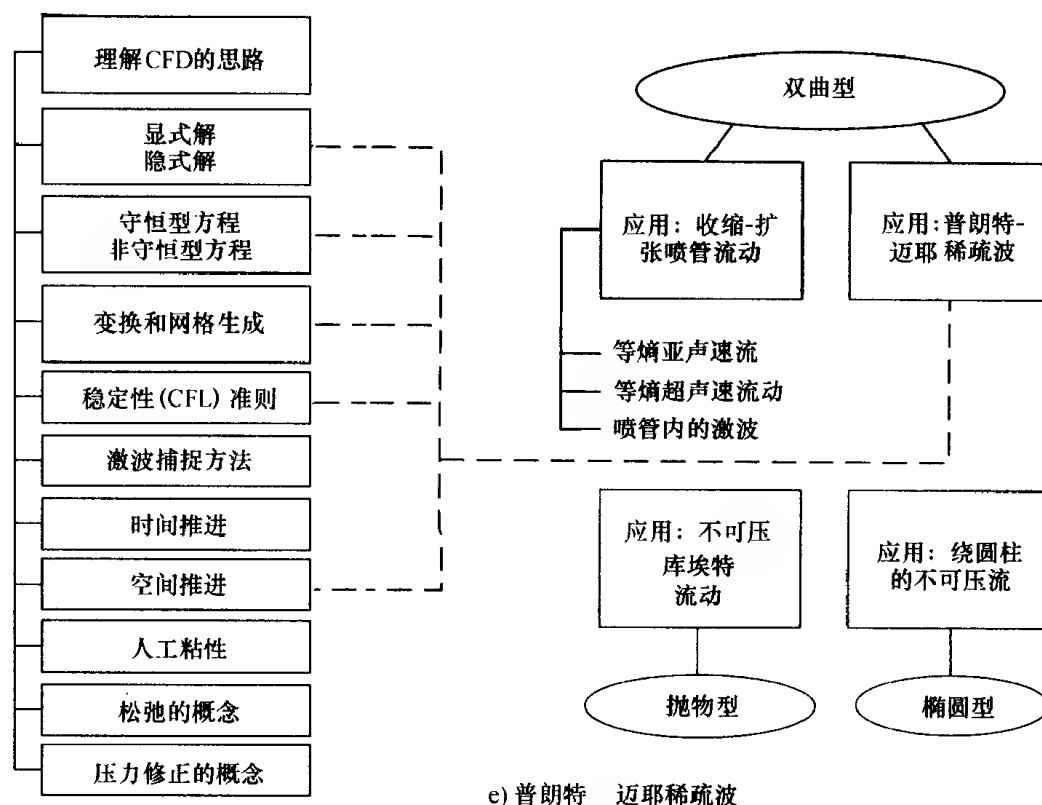 理解CFD的思路
显式解
隐式解
守恒型方程
非守恒型方程
变换和网格生成
稳定性(CFL)准则
激波捕捉方法
时间推进
空间推进
人工粘性
松弛的概念
压力修正的概念
双曲型
应用：收缩-扩
张喷管流动
应用:普朗特-
迈耶稀疏波
等熵亚声速流
等熵超声速流动
喷管内的激波
应用：不可压
库埃特
流动
应用：绕圆柱
的不可压流
抛物型
椭圆型
e) 普朗特 迈耶稀疏波